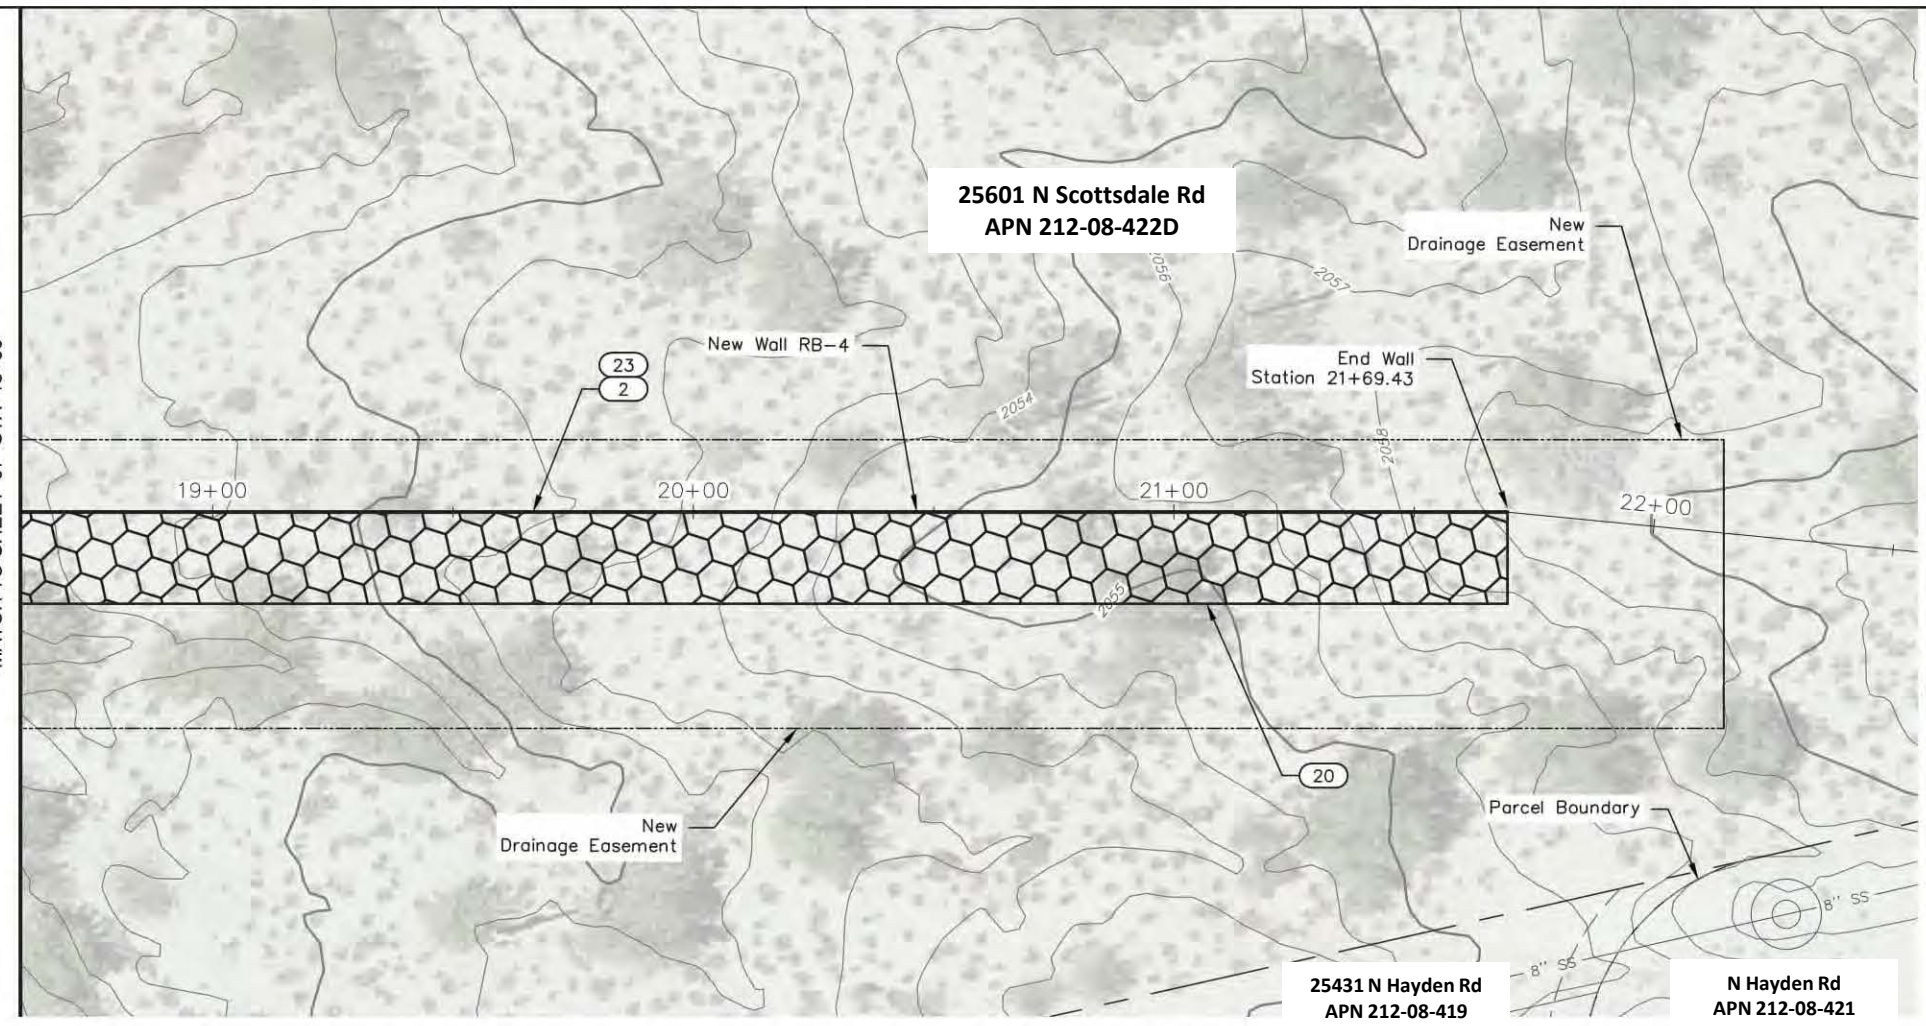 25601 N Scottsdale Rd
APN 212-08-422D
New
Drainage Easement
2056
2057
New Wall RB-4
23
2
End Wall
Station 21+69.43
2054
2058
19+00
20+00
21+00
22+00
2055
20
New
Drainage Easement
Parcel Boundary
8" SS
8" SS
25431 N Hayden Rd
APN 212-08-419
N Hayden Rd
APN 212-08-421